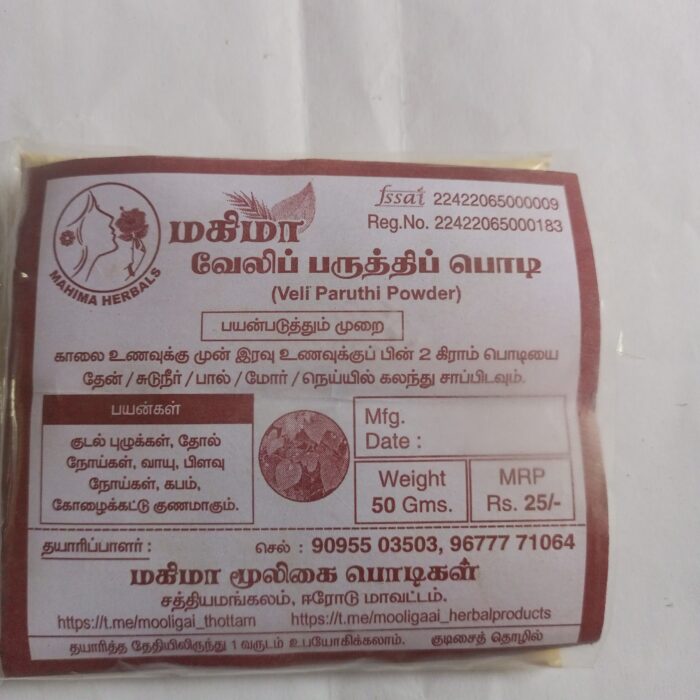 fssai 22422065000009
Reg.No. 22422065000183
MAHIMA HERBALS
மகிமா
வேலிப் பருத்திப் பொடி
(Veli Paruthi Powder)
பயன்படுத்தும் முறை
காலை உணவுக்கு முன் இரவு உணவுக்குப் பின் 2 கிராம் பொடியை
தேன் / சுடுநீர் / பால் / மோர் / நெய்யில் கலந்து சாப்பிடவும்.
பயன்கள்
குடல் புழுக்கள், தோல்
நோய்கள், வாயு, பிளவு
நோய்கள், கபம்,
கோழைக்கட்டு குணமாகும்.
Mfg.
Date :
Weight
50 Gms.
MRP
Rs. 25/-
தயாரிப்பாளர் :
செல் : 90955 03503, 96777 71064
மகிமா மூலிகை பொடிகள்
சத்தியமங்கலம், ஈரோடு மாவட்டம்.
https://t.me/mooligai_thottam https://t.me/mooligaai_herbalproducts
தயாரித்த தேதியிலிருந்து 1 வருடம் உபயோகிக்கலாம். குடிசைத் தொழில்